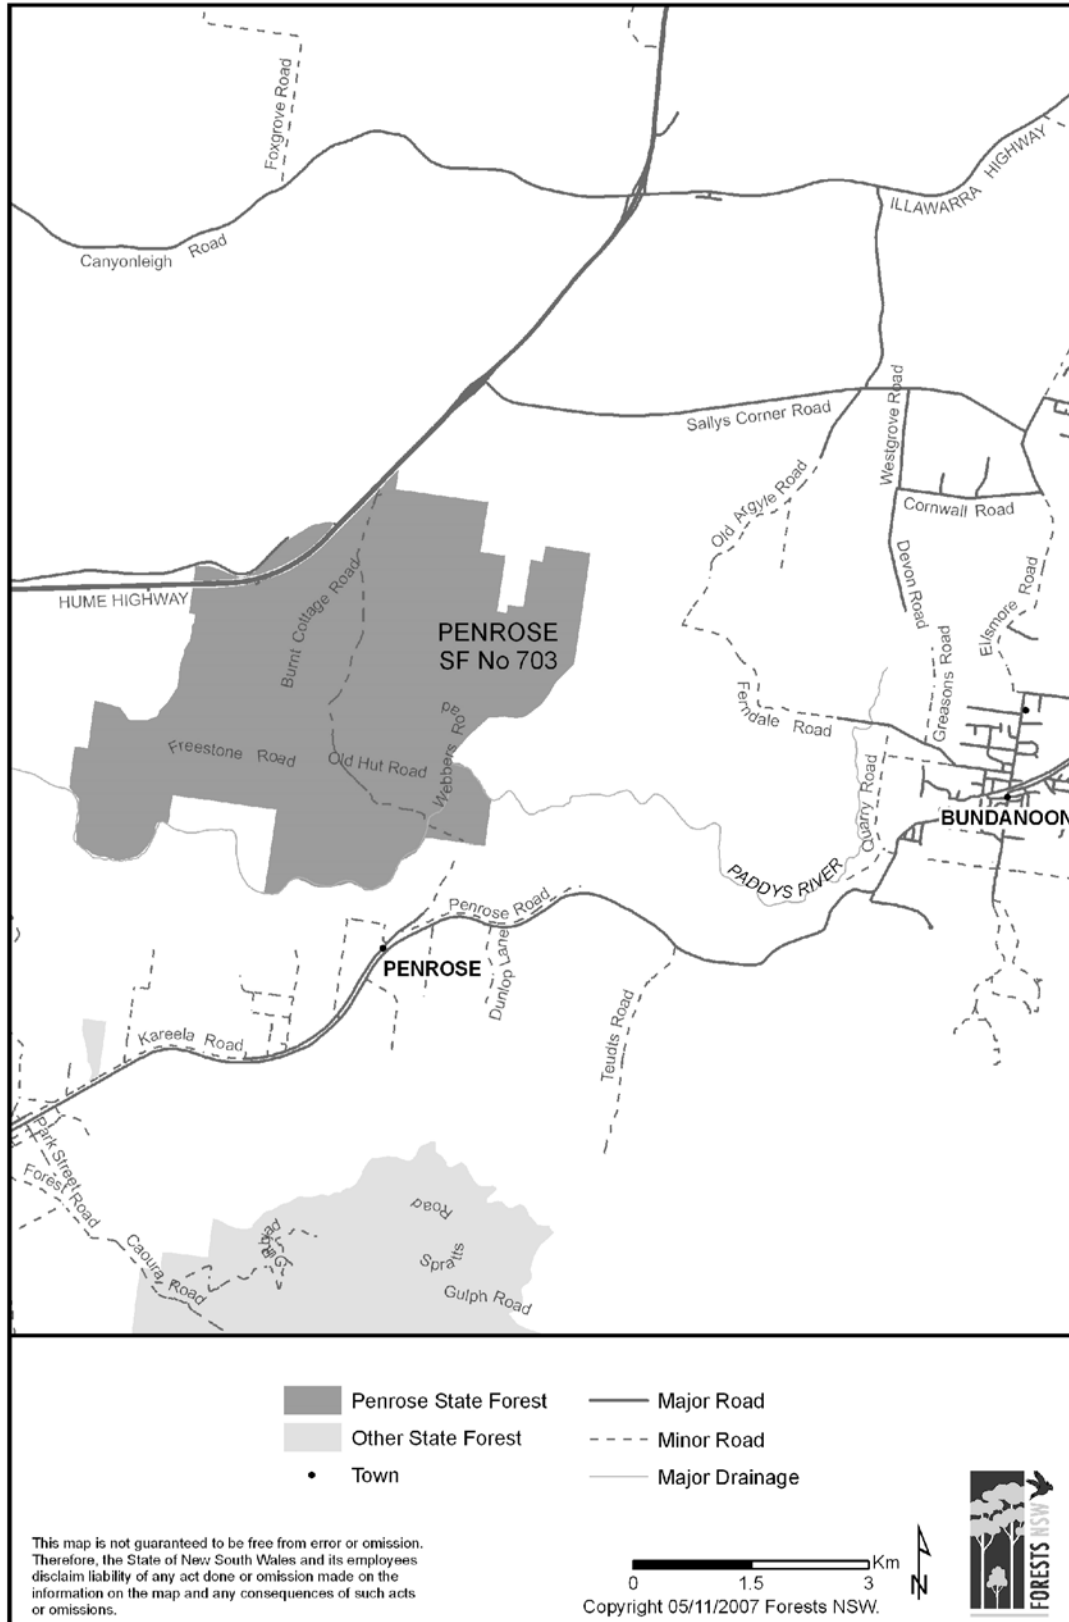 Foxgrove Road
ILLAWARRA HIGHWAY
Canyonleigh Road
Sallys Corner Road
Westgrove Road
Old Argyle Road
Cornwall Road
HUME HIGHWAY
Burnt Cottage Road
PENROSE
SF No 703
Devon Road
Ellsmore Road
Greasons Road
Ferndale Road
Freestone Road
Old Hut Road
Webbers Road
Quarry Road
BUNDANOON
PADDYS RIVER
Penrose Road
PENROSE
Dunlop Lane
Kareela Road
Teudts Road
Park Street
Forest Road
Caoura Road
Road
Spratts
Gulph Road
Penrose State Forest
Other State Forest
Town
Major Road
Minor Road
Major Drainage
This map is not guaranteed to be free from error or omission.
Therefore, the State of New South Wales and its employees
disclaim liability of any act done or omission made on the
information on the map and any consequences of such acts
or omissions.
Km
0 1.5 3
N
Copyright 05/11/2007 Forests NSW.
FORESTS NSW